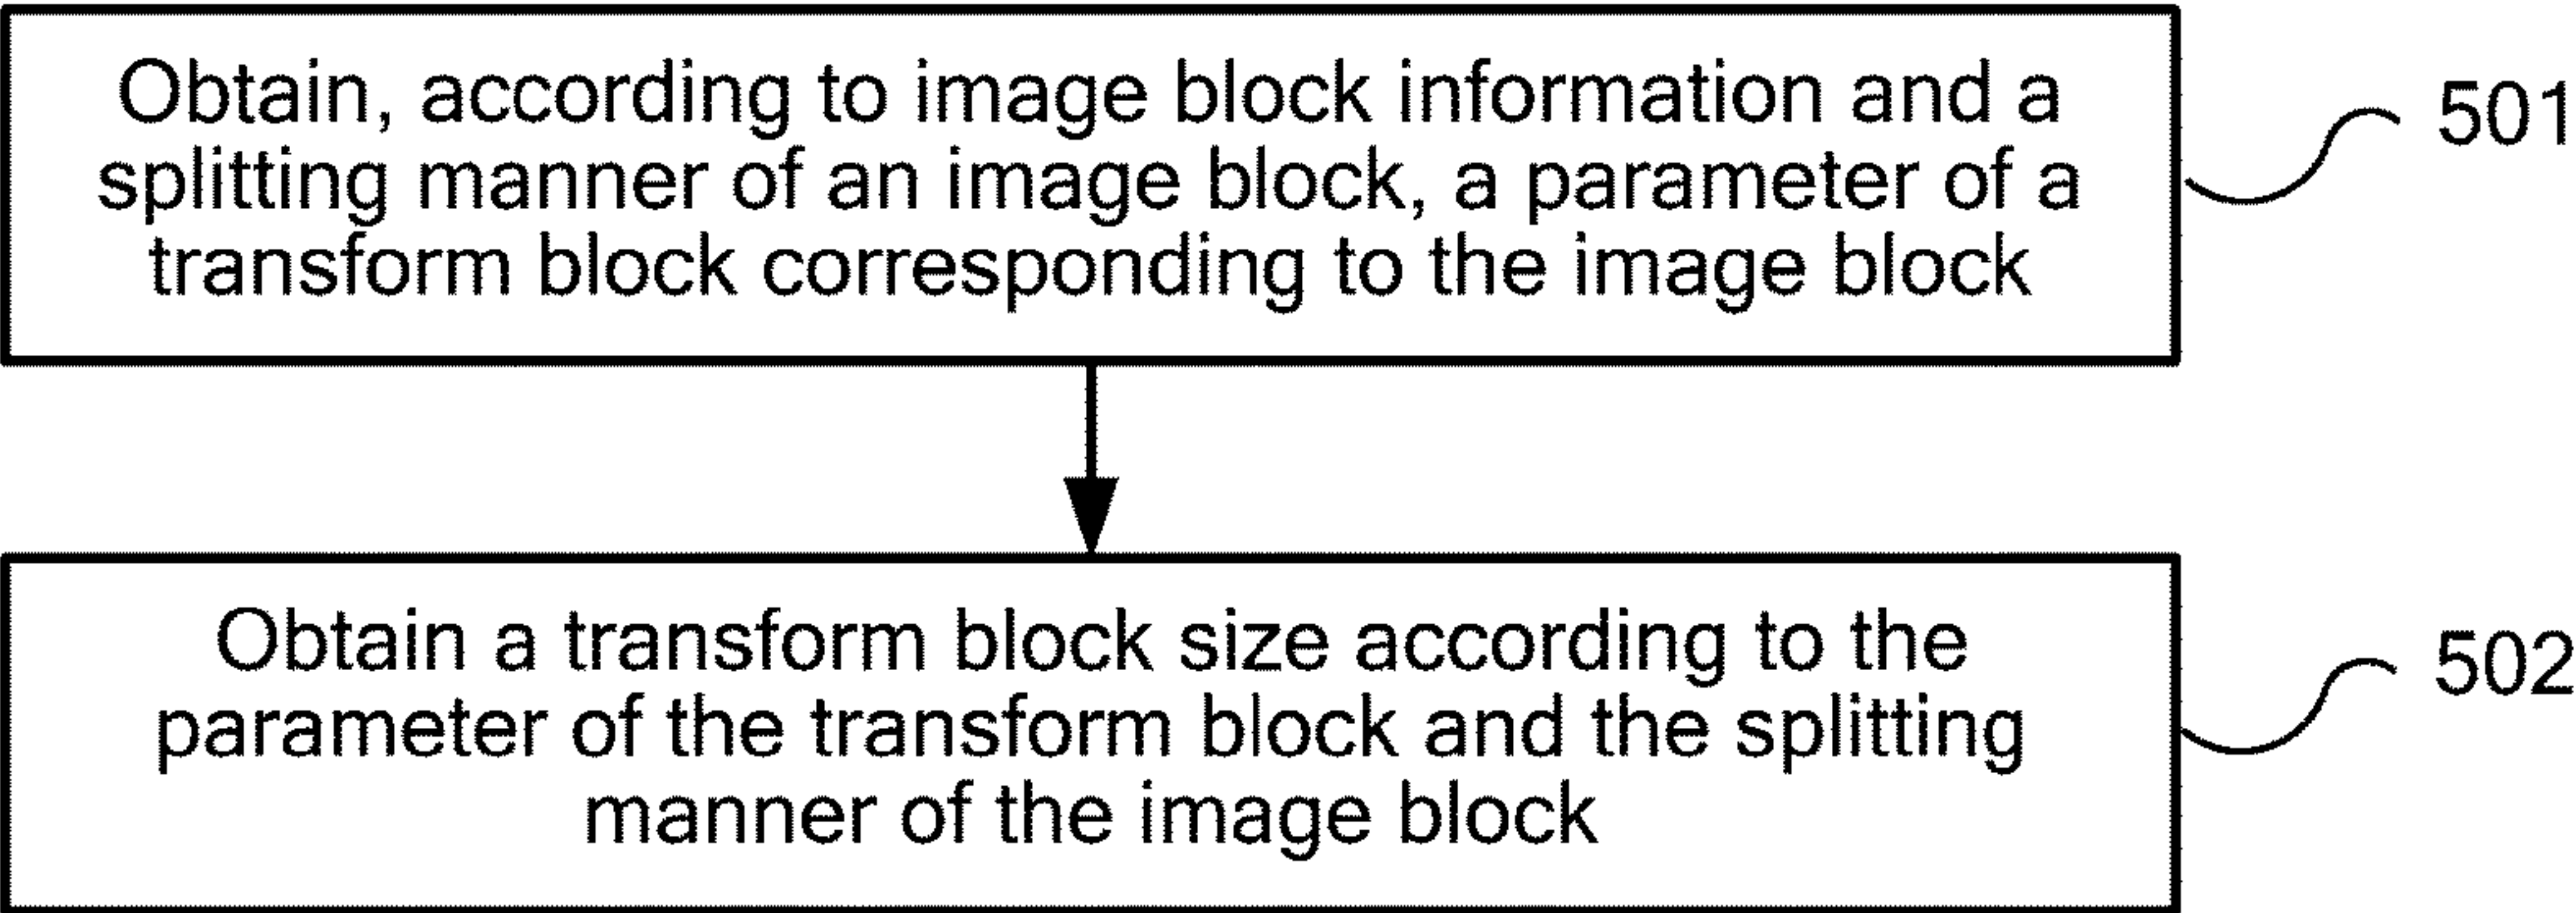 Obtain, according to image block information and a
splitting manner of an image block, a parameter of a
transform block corresponding to the image block
501
Obtain a transform block size according to the
parameter of the transform block and the splitting
manner of the image block
502